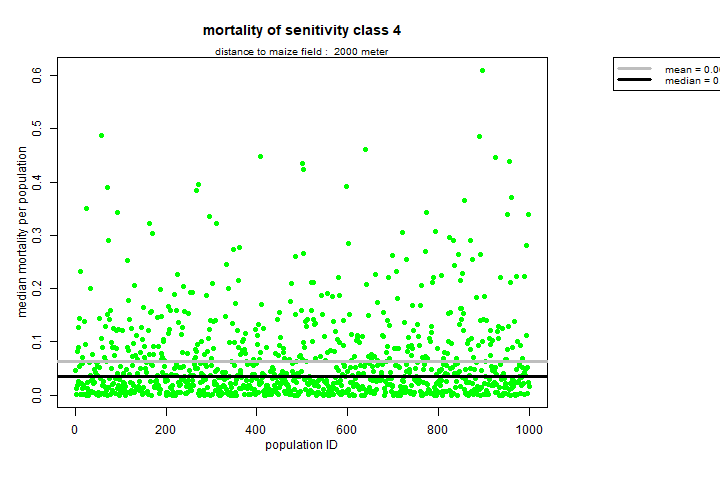 mortality of senitivity class 4
distance to maize field : 2000 meter
mean = 0.0
median = 0
median mortality per population
0.6
0.5
0.4
0.3
0.2
0.1
0.0
0
200
400
600
800
1000
population ID